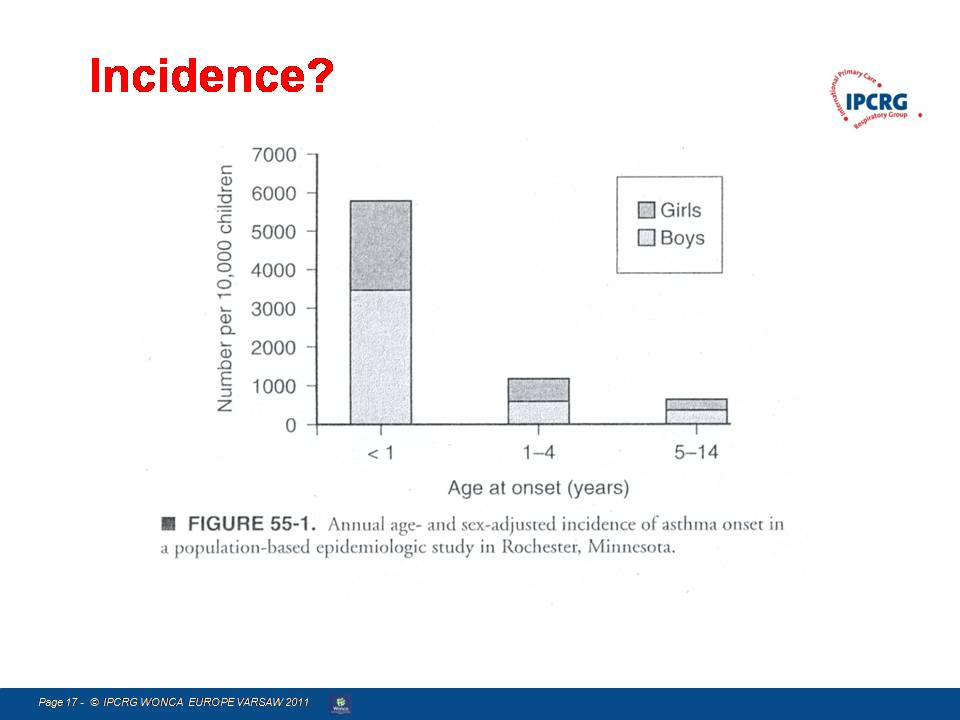 Incidence?
International Primary Care
IPCRG
Respiratory Group
7000
6000
5000
4000
3000
2000
1000
0
Number per 10,000 children
Girls
Boys
< 1
1–4
5–14
Age at onset (years)
FIGURE 55-1. Annual age- and sex-adjusted incidence of asthma onset in
a population-based epidemiologic study in Rochester, Minnesota.
Page 17 - © IPCRG WONCA EUROPE VARSAW 2011
Wonca